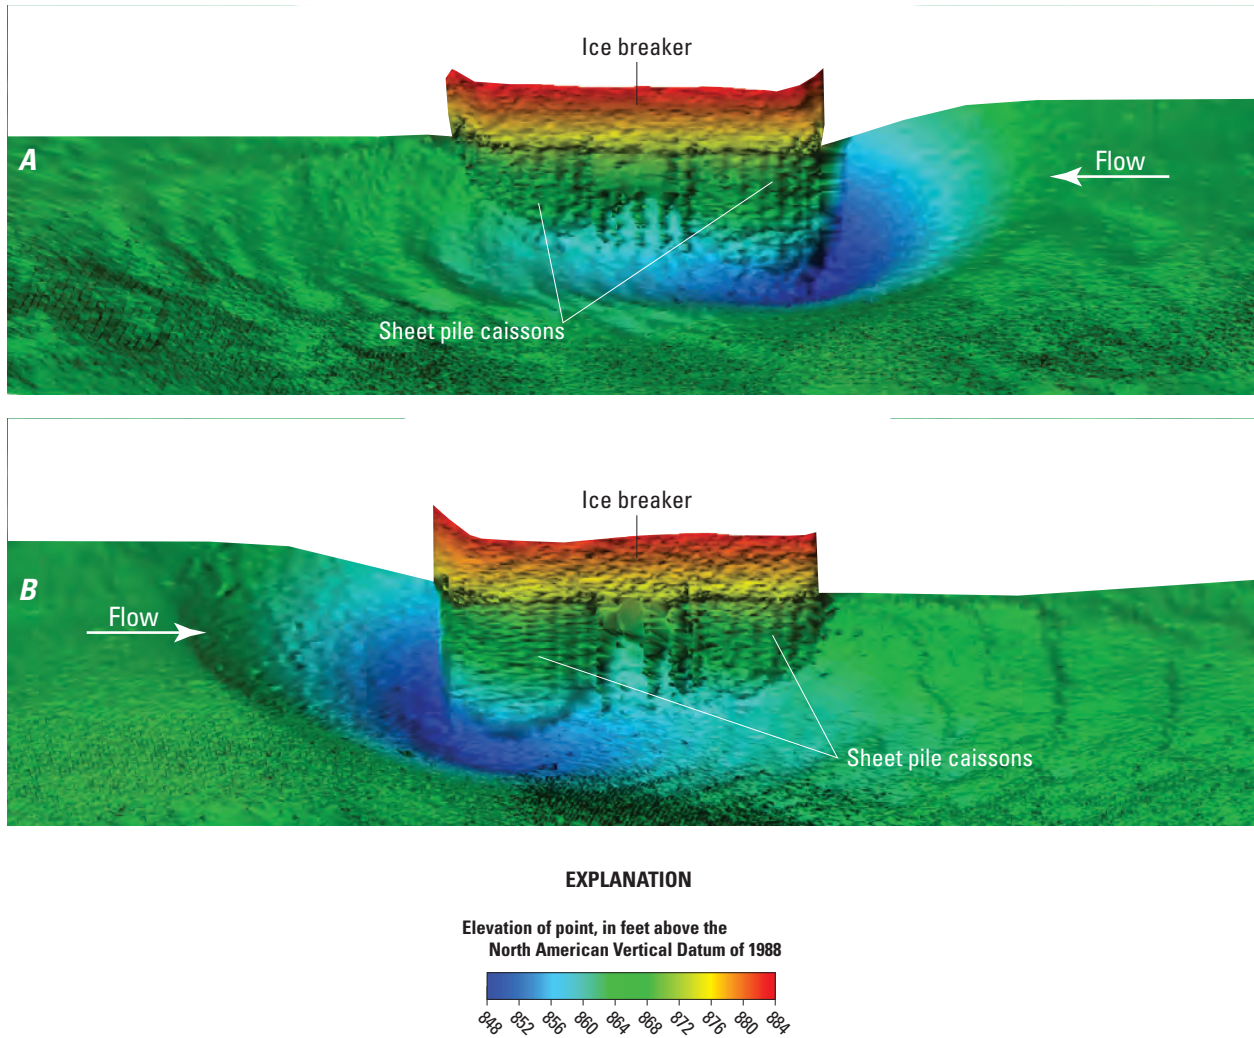 Ice breaker
A
Flow
Sheet pile caissons
Ice breaker
B
Flow
Sheet pile caissons
EXPLANATION
Elevation of point, in feet above the
North American Vertical Datum of 1988
848 852 856 860 864 868 872 876 880 884